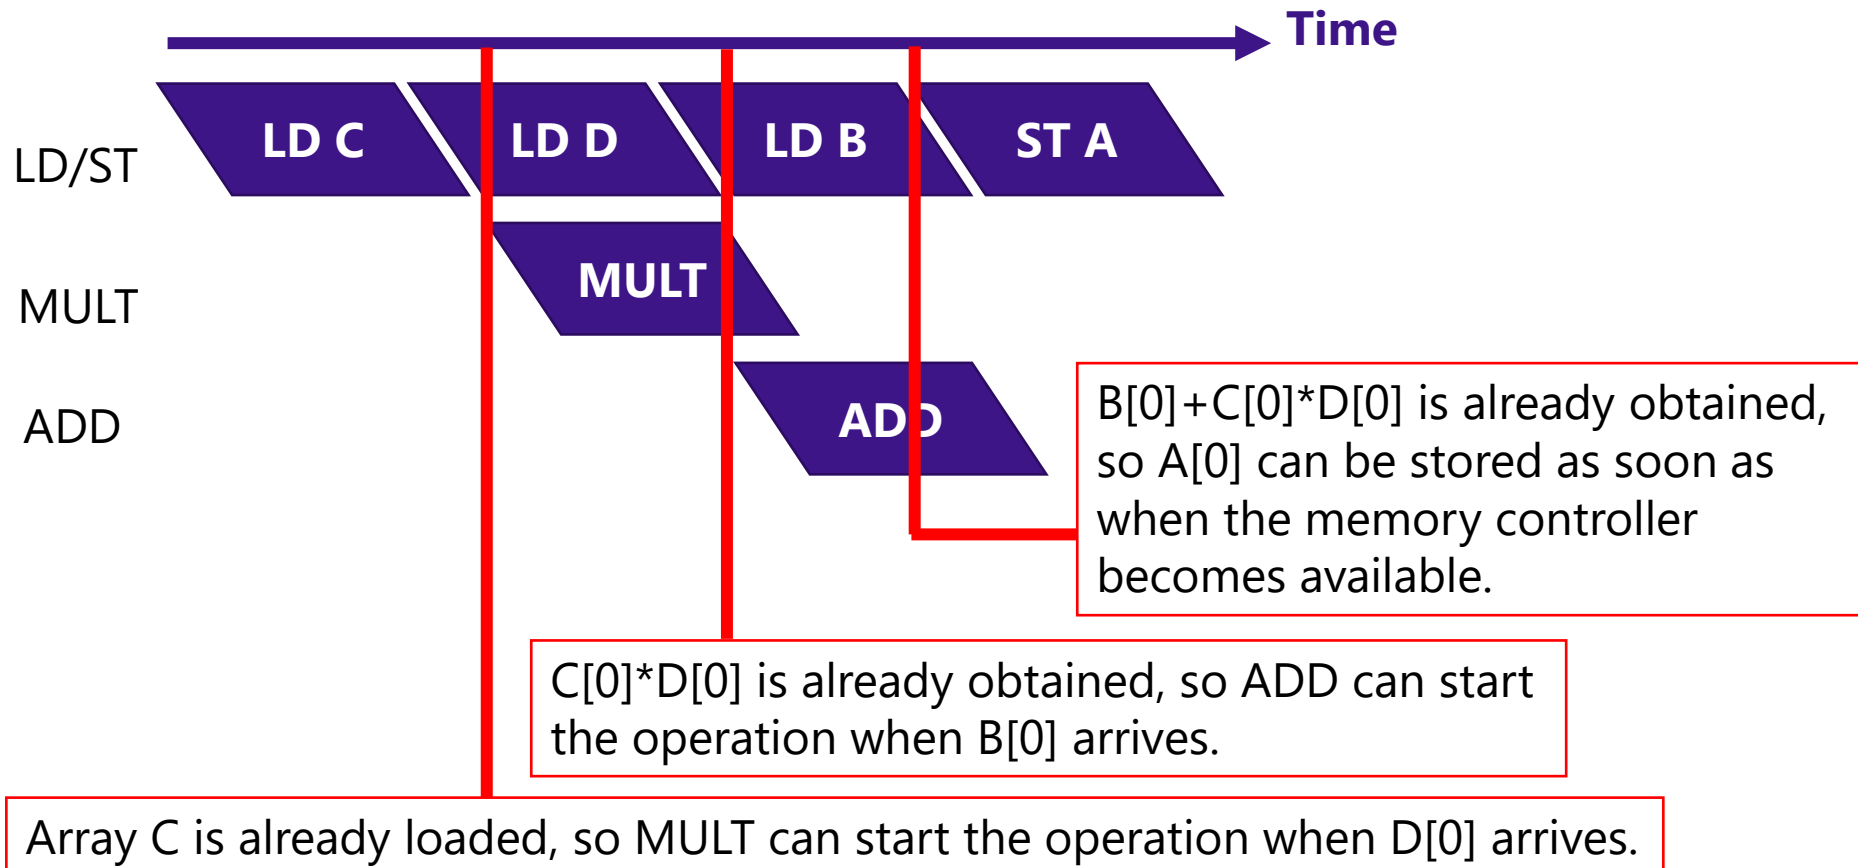 Time
LD/ST
LD C
LD D
LD B
ST A
MULT
MULT
ADD
ADD
B[0]+C[0]*D[0] is already obtained,
so A[0] can be stored as soon as
when the memory controller
becomes available.
C[0]*D[0] is already obtained, so ADD can start
the operation when B[0] arrives.
Array C is already loaded, so MULT can start the operation when D[0] arrives.